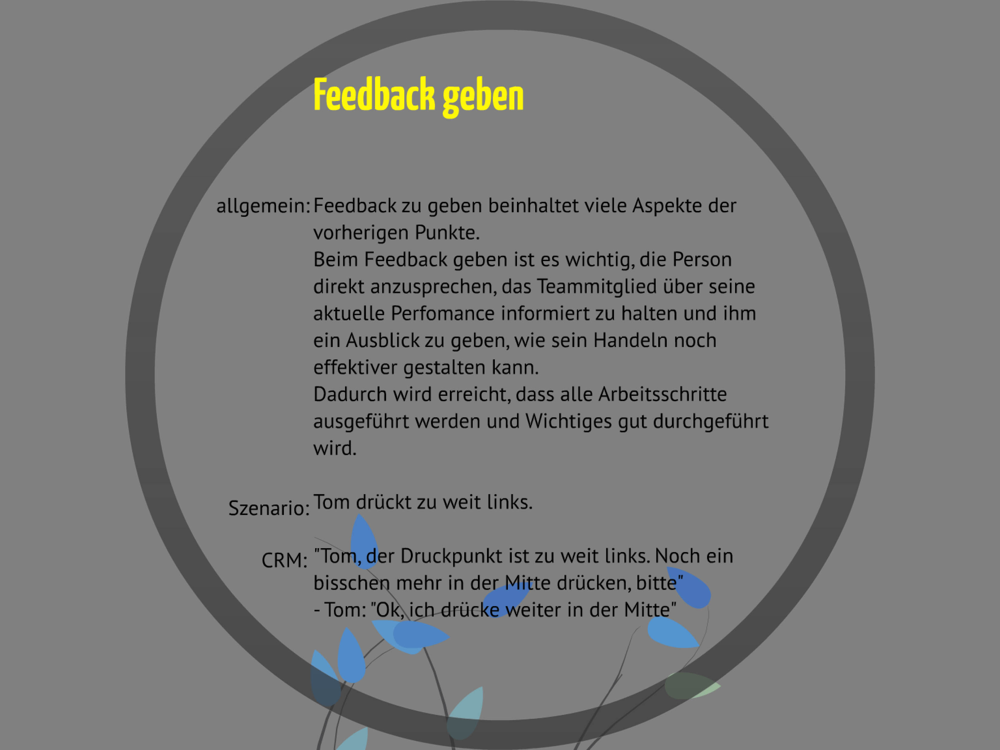 Feedback geben
allgemein: Feedback zu geben beinhaltet viele Aspekte der
vorherigen Punkte.
Beim Feedback geben ist es wichtig, die Person
direkt anzusprechen, das Teammitglied über seine
aktuelle Perfomance informiert zu halten und ihm
ein Ausblick zu geben, wie sein Handeln noch
effektiver gestalten kann.
Dadurch wird erreicht, dass alle Arbeitsschritte
ausgeführt werden und Wichtiges gut durchgeführt
wird.
Szenario: Tom drückt zu weit links.
CRM: "Tom, der Druckpunkt ist zu weit links. Noch ein
bisschen mehr in der Mitte drücken, bitte"
- Tom: "Ok, ich drücke weiter in der Mitte"